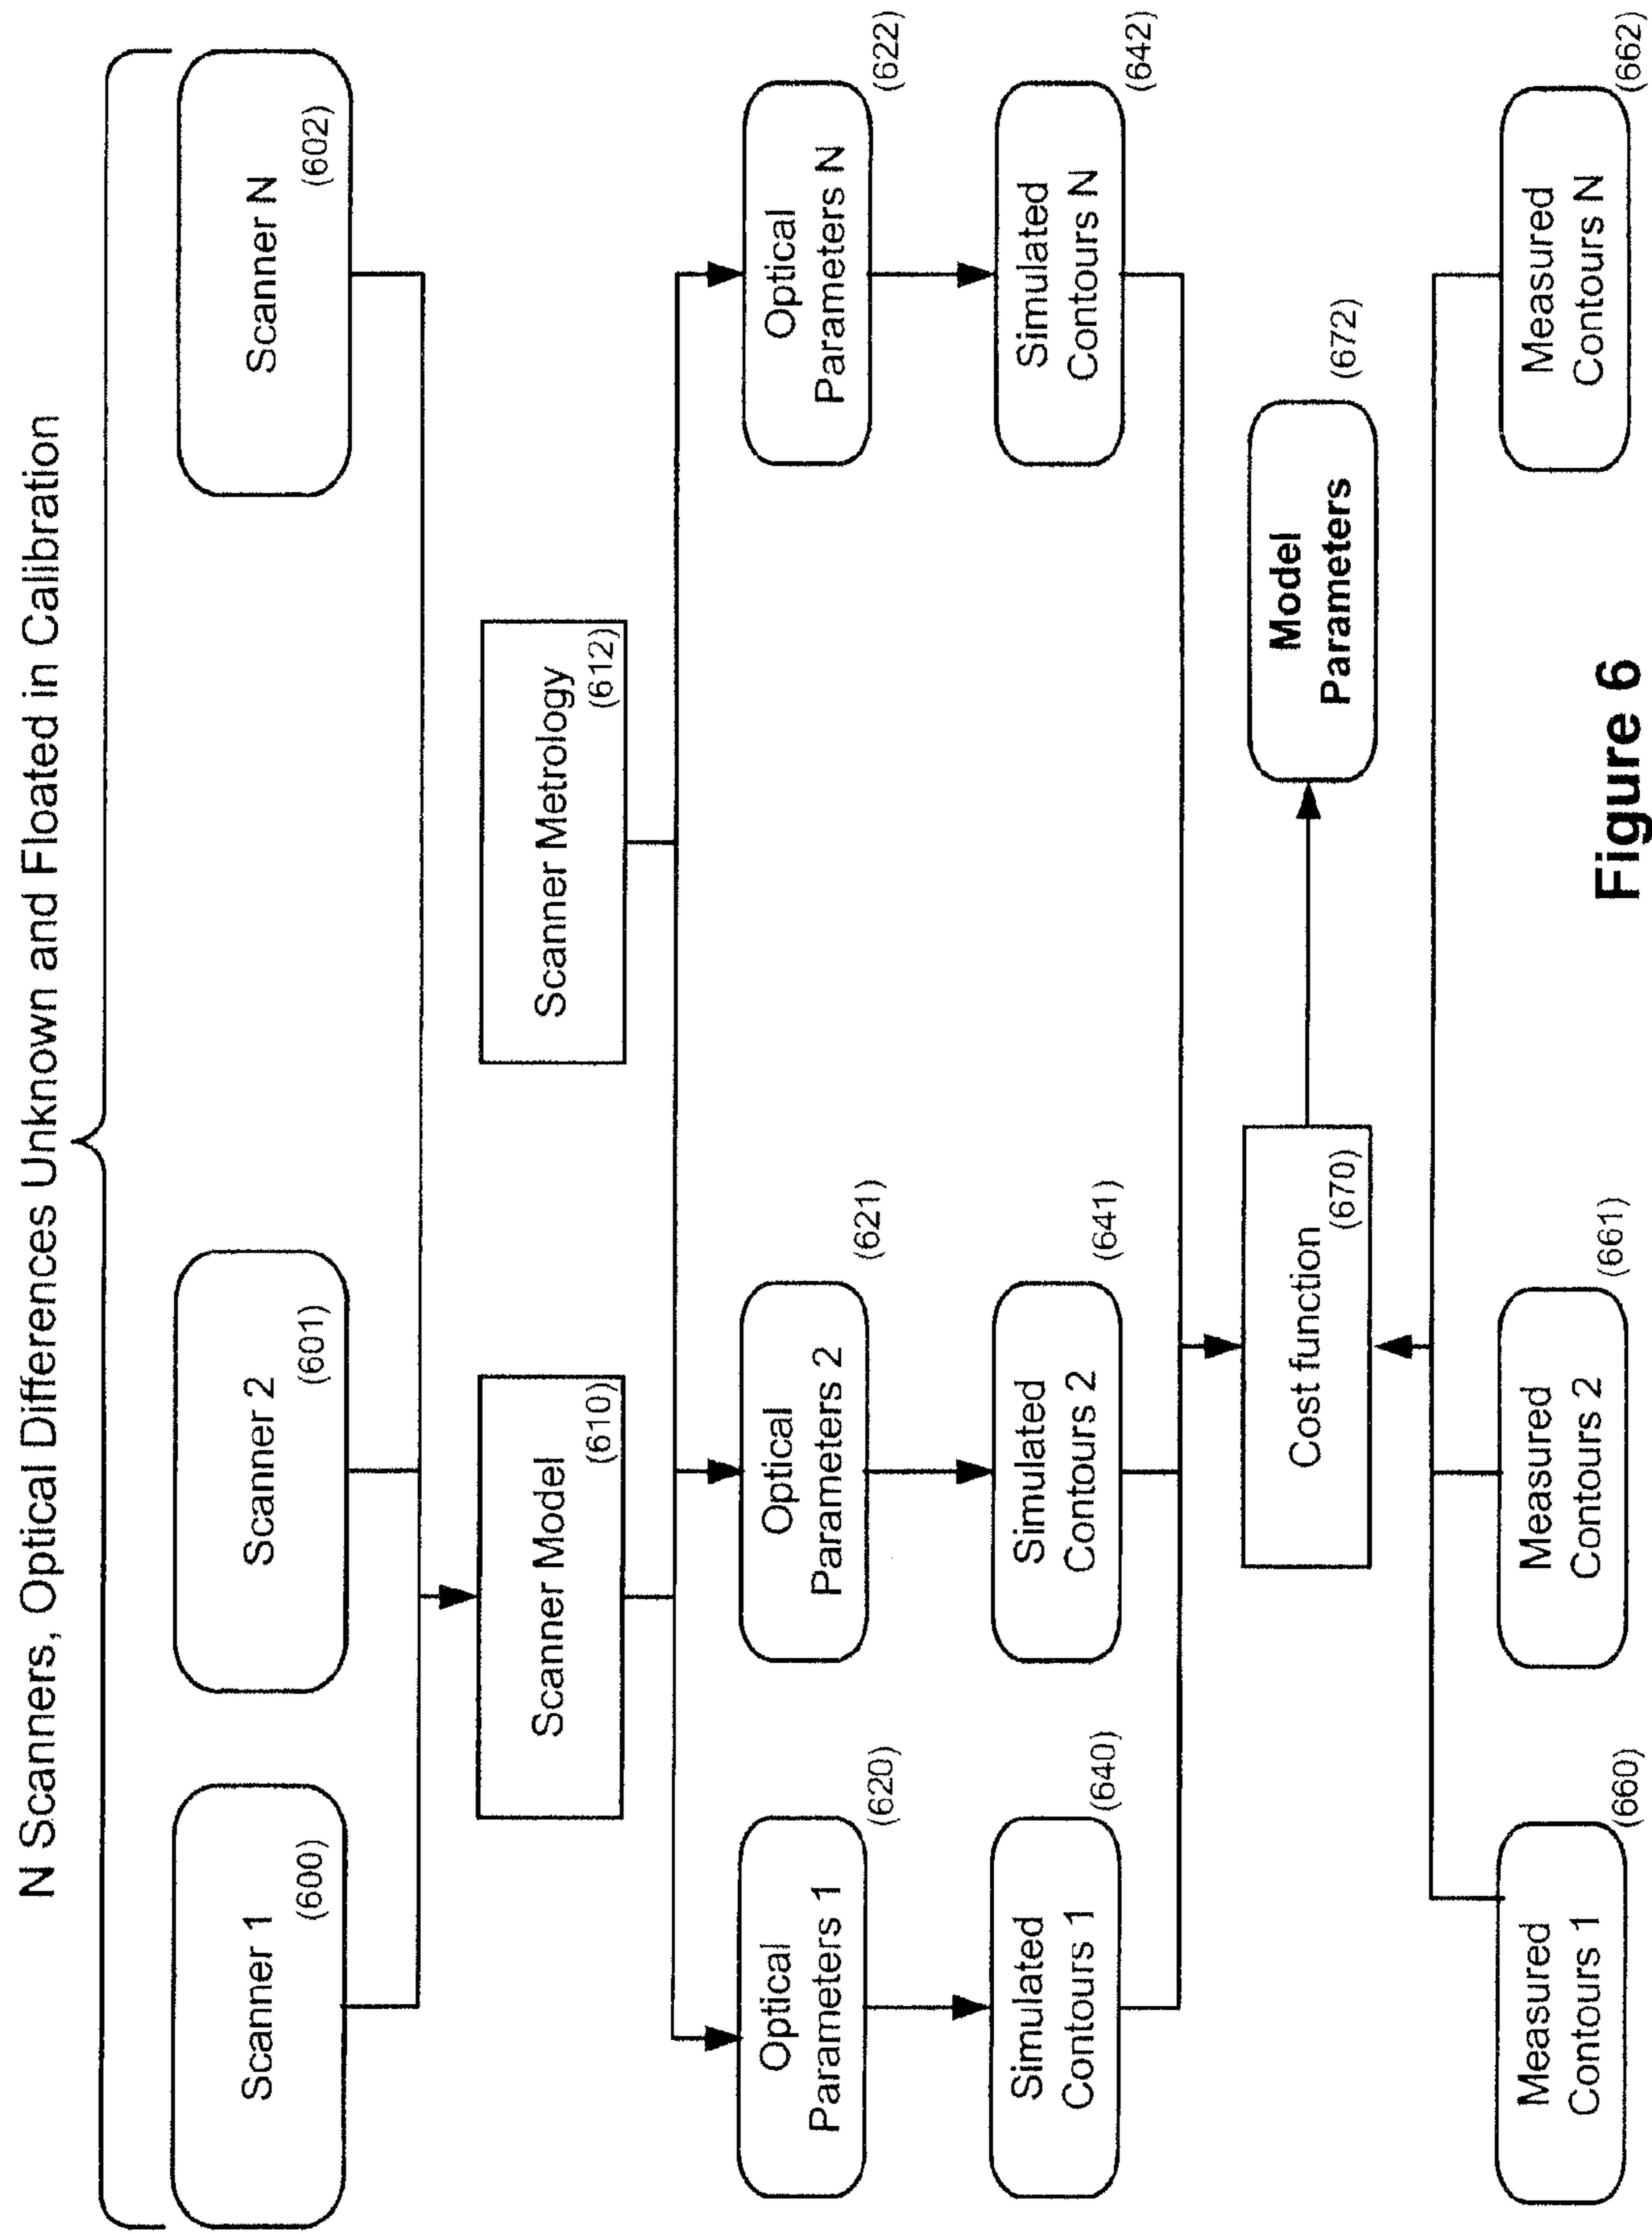 N Scanners, Optical Differences Unknown and Floated in Calibration
Scanner 1
(600)
Scanner 2
(601)
Scanner N
(602)
Scanner Model
(610)
Scanner Metrology
(612)
Optical
Parameters 1
(620)
Optical
Parameters 2
(621)
Optical
Parameters N
(622)
Simulated
Contours 1
(640)
Simulated
Contours 2
(641)
Simulated
Contours N
(642)
Cost function
(670)
Model
Parameters
(672)
Measured
Contours 1
(660)
Measured
Contours 2
(661)
Measured
Contours N
(662)
Figure 6